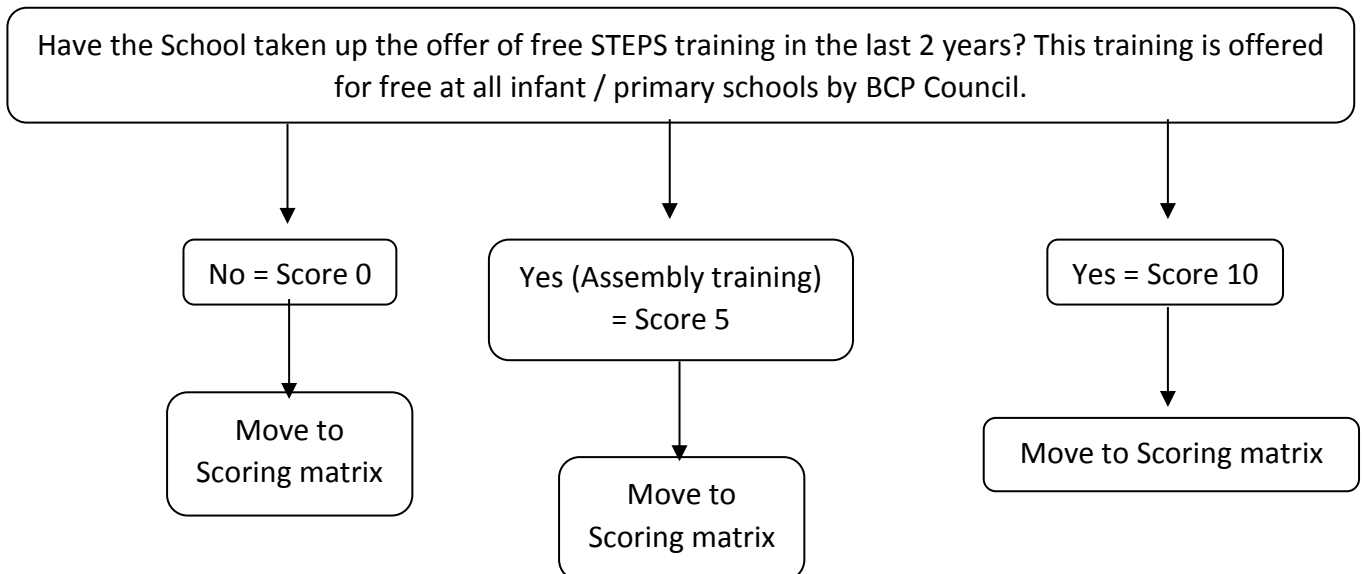 Have the School taken up the offer of free STEPS training in the last 2 years? This training is offered
for free at all infant / primary schools by BCP Council.
No = Score 0
Yes (Assembly training)
= Score 5
Yes = Score 10
Move to
Scoring matrix
Move to
Scoring matrix
Move to Scoring matrix